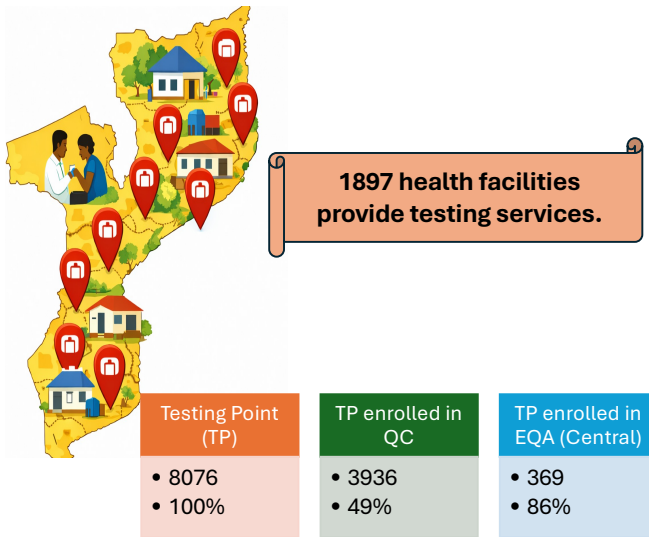 1897 health facilities
provide testing services.
Testing Point
(TP)
• 8076
• 100%
TP enrolled in
QC
• 3936
• 49%
TP enrolled in
EQA (Central)
• 369
• 86%